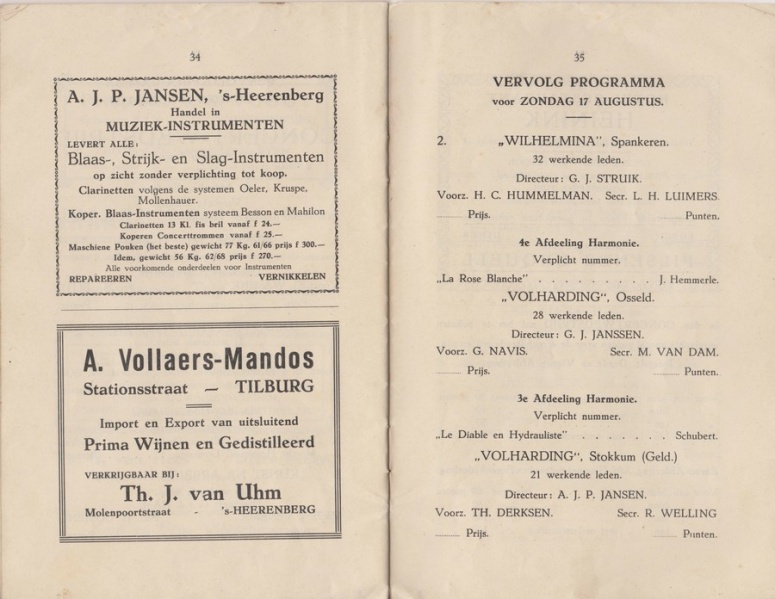 34
A. J. P. JANSEN, 's-Heerenberg
Handel in
MUZIEK-INSTRUMENTEN
LEVERT ALLE:
Blaas-, Strijk- en Slag-Instrumenten
op zicht zonder verplichting tot koop.
Clarinetten volgens de systemen Oeler, Kruspe,
Mollenhauer.
Koper. Blaas-Instrumenten systeem Besson en Mahilon
Clarinetten 13 Kl. fis bril vanaf f 24.—
Koperen Concerttrommen vanaf f 25.—
Maschiene Pouken (het beste) gewicht 77 Kg. 61/66 prijs f 300.—
Idem, gewicht 56 Kg. 62/68 prijs f 270.—
Alle voorkomende onderdeelen voor Instrumenten
REPAREEREN VERNIKKELEN
A. Vollaers-Mandos
Stationsstraat — TILBURG
Import en Export van uitsluitend
Prima Wijnen en Gedistilleerd
VERKRIJGBAAR BIJ:
Th. J. van Uhm
Molenpoortstraat - 's-HEERENBERG
35
VERVOLG PROGRAMMA
voor ZONDAG 17 AUGUSTUS.
2. „WILHELMINA", Spankeren.
32 werkende leden.
Directeur: G. J. STRUIK.
Voorz. H. C. HUMMELMAN. Secr. L. H. LUIMERS.
........ Prijs. ........ Punten.
4e Afdeeling Harmonie.
Verplicht nummer.
„La Rose Blanche" . . . . . . . . . J. Hemmerle.
„VOLHARDING", Osseld.
28 werkende leden.
Directeur: G. J. JANSSEN.
Voorz. G. NAVIS. Secr. M. VAN DAM.
........ Prijs. ........ Punten.
3e Afdeeling Harmonie.
Verplicht nummer.
„Le Diable en Hydrauliste" . . . . . . . Schubert.
„VOLHARDING", Stokkum (Geld.)
21 werkende leden.
Directeur: A. J. P. JANSEN.
Voorz. TH. DERKSEN. Secr. R. WELLING
........ Prijs. ........ Punten.